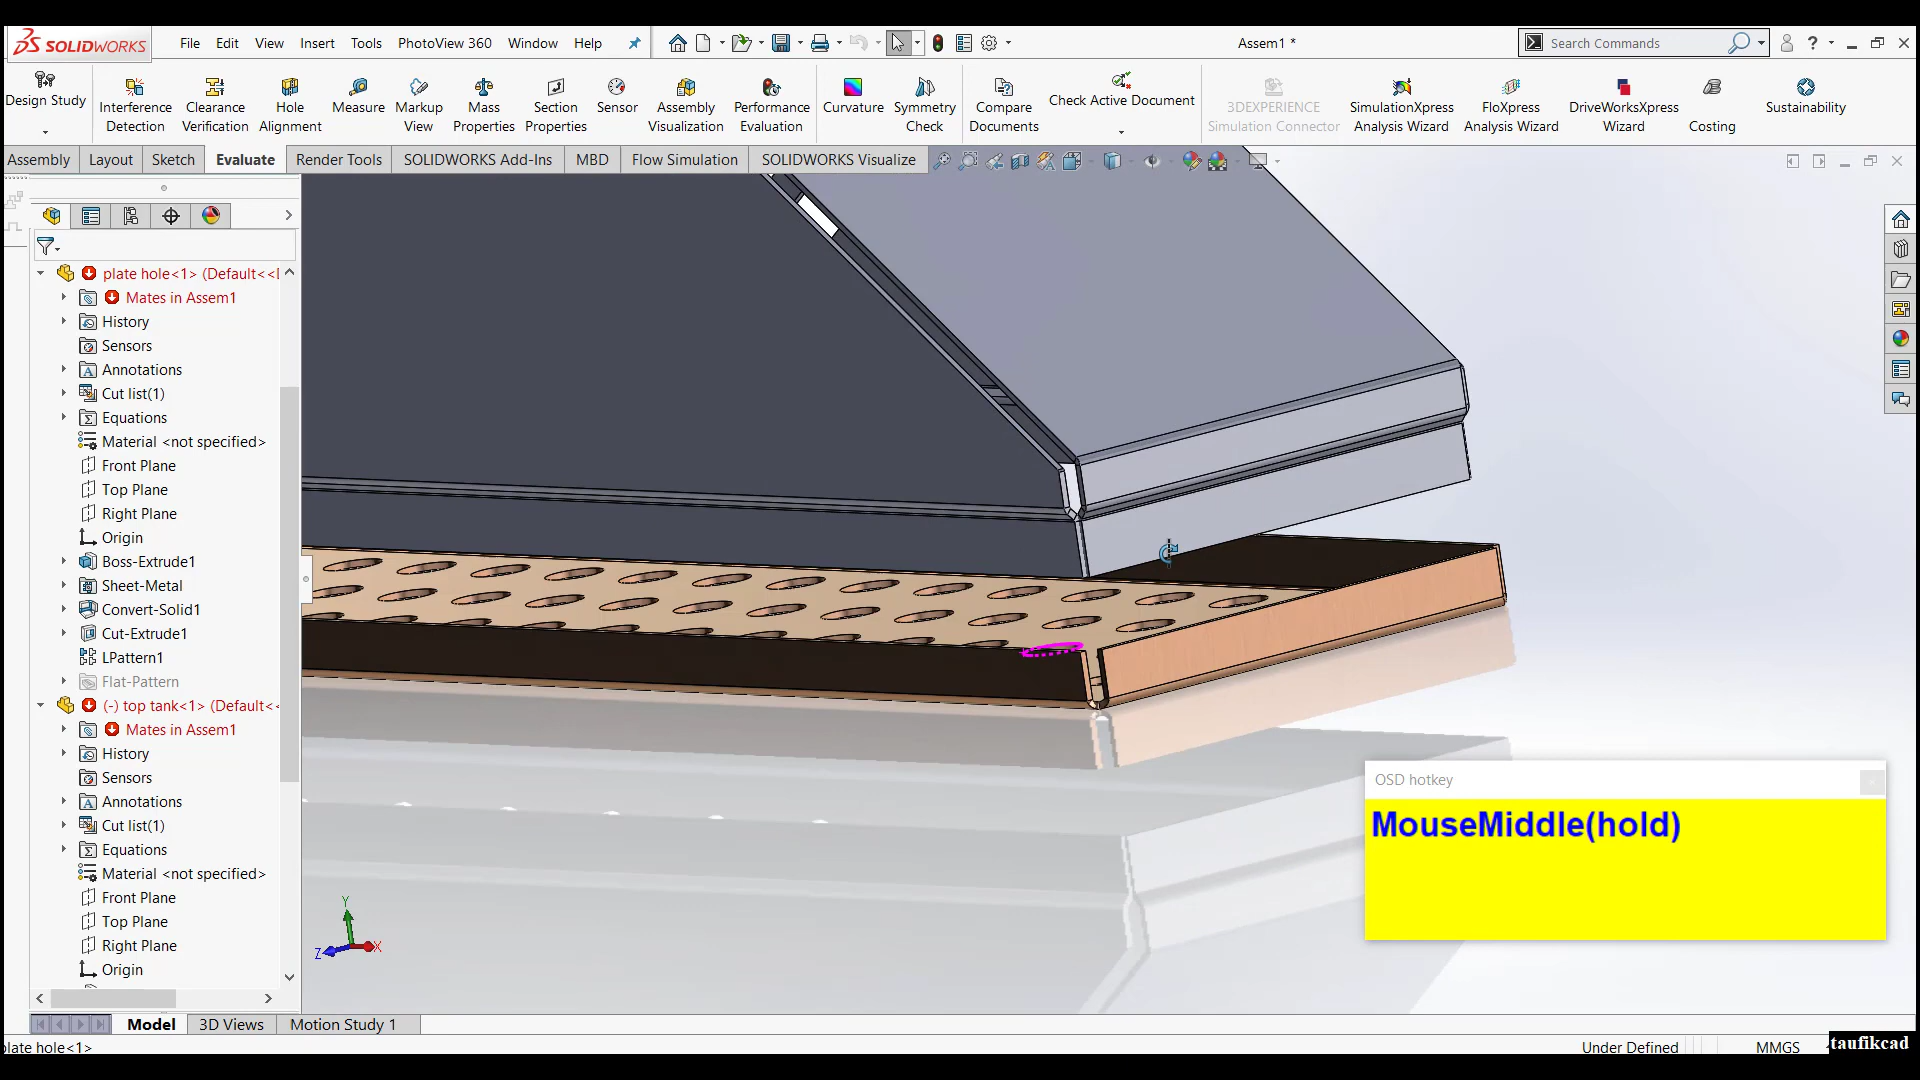 SOLIDWORKS File Edit View Insert Tools PhotoView 360 Window Help Assem1 * Search Commands ?
Design Study Interference Detection Clearance Verification Hole Alignment Measure Markup View Mass Properties Section Properties Sensor Assembly Visualization Performance Evaluation Curvature Symmetry Check Compare Documents Check Active Document 3DEXPERIENCE Simulation Connector SimulationXpress Analysis Wizard FloXpress Analysis Wizard DriveWorksXpress Wizard Costing Sustainability
Assembly Layout Sketch Evaluate Render Tools SOLIDWORKS Add-Ins MBD Flow Simulation SOLIDWORKS Visualize
plate hole<1> (Default<<
Mates in Assem1
History
Sensors
Annotations
Cut list(1)
Equations
Material <not specified>
Front Plane
Top Plane
Right Plane
Origin
Boss-Extrude1
Sheet-Metal
Convert-Solid1
Cut-Extrude1
LPattern1
Flat-Pattern
(-) top tank<1> (Default<<
Mates in Assem1
History
Sensors
Annotations
Cut list(1)
Equations
Material <not specified>
Front Plane
Top Plane
Right Plane
Origin
Y
Z X
OSD hotkey
MouseMiddle(hold)
Model 3D Views Motion Study 1
plate hole<1> Under Defined MMGS
taufikcad